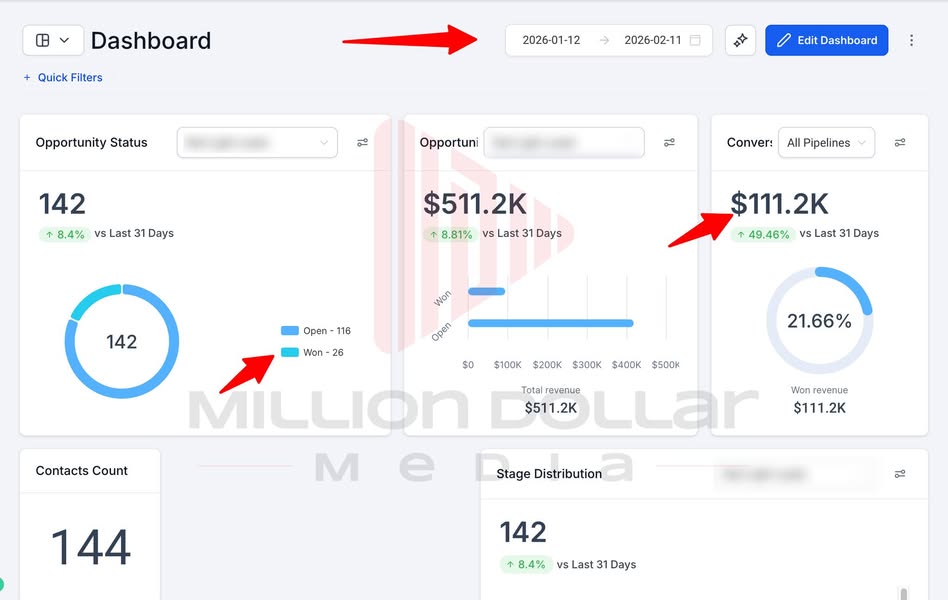 Dashboard
2026-01-12 → 2026-02-11
Edit Dashboard
+ Quick Filters
Opportunity Status
142
↑ 8.4% vs Last 31 Days
142
Open - 116
Won - 26
Opportuni
$511.2K
↑ 8.81% vs Last 31 Days
Won
Open
$0 $100K $200K $300K $400K $500K
Total revenue
$511.2K
Convers
All Pipelines
$111.2K
↑ 49.46% vs Last 31 Days
21.66%
Won revenue
$111.2K
MILLION DOLLAR
MEDIA
Contacts Count
144
Stage Distribution
142
↑ 8.4% vs Last 31 Days